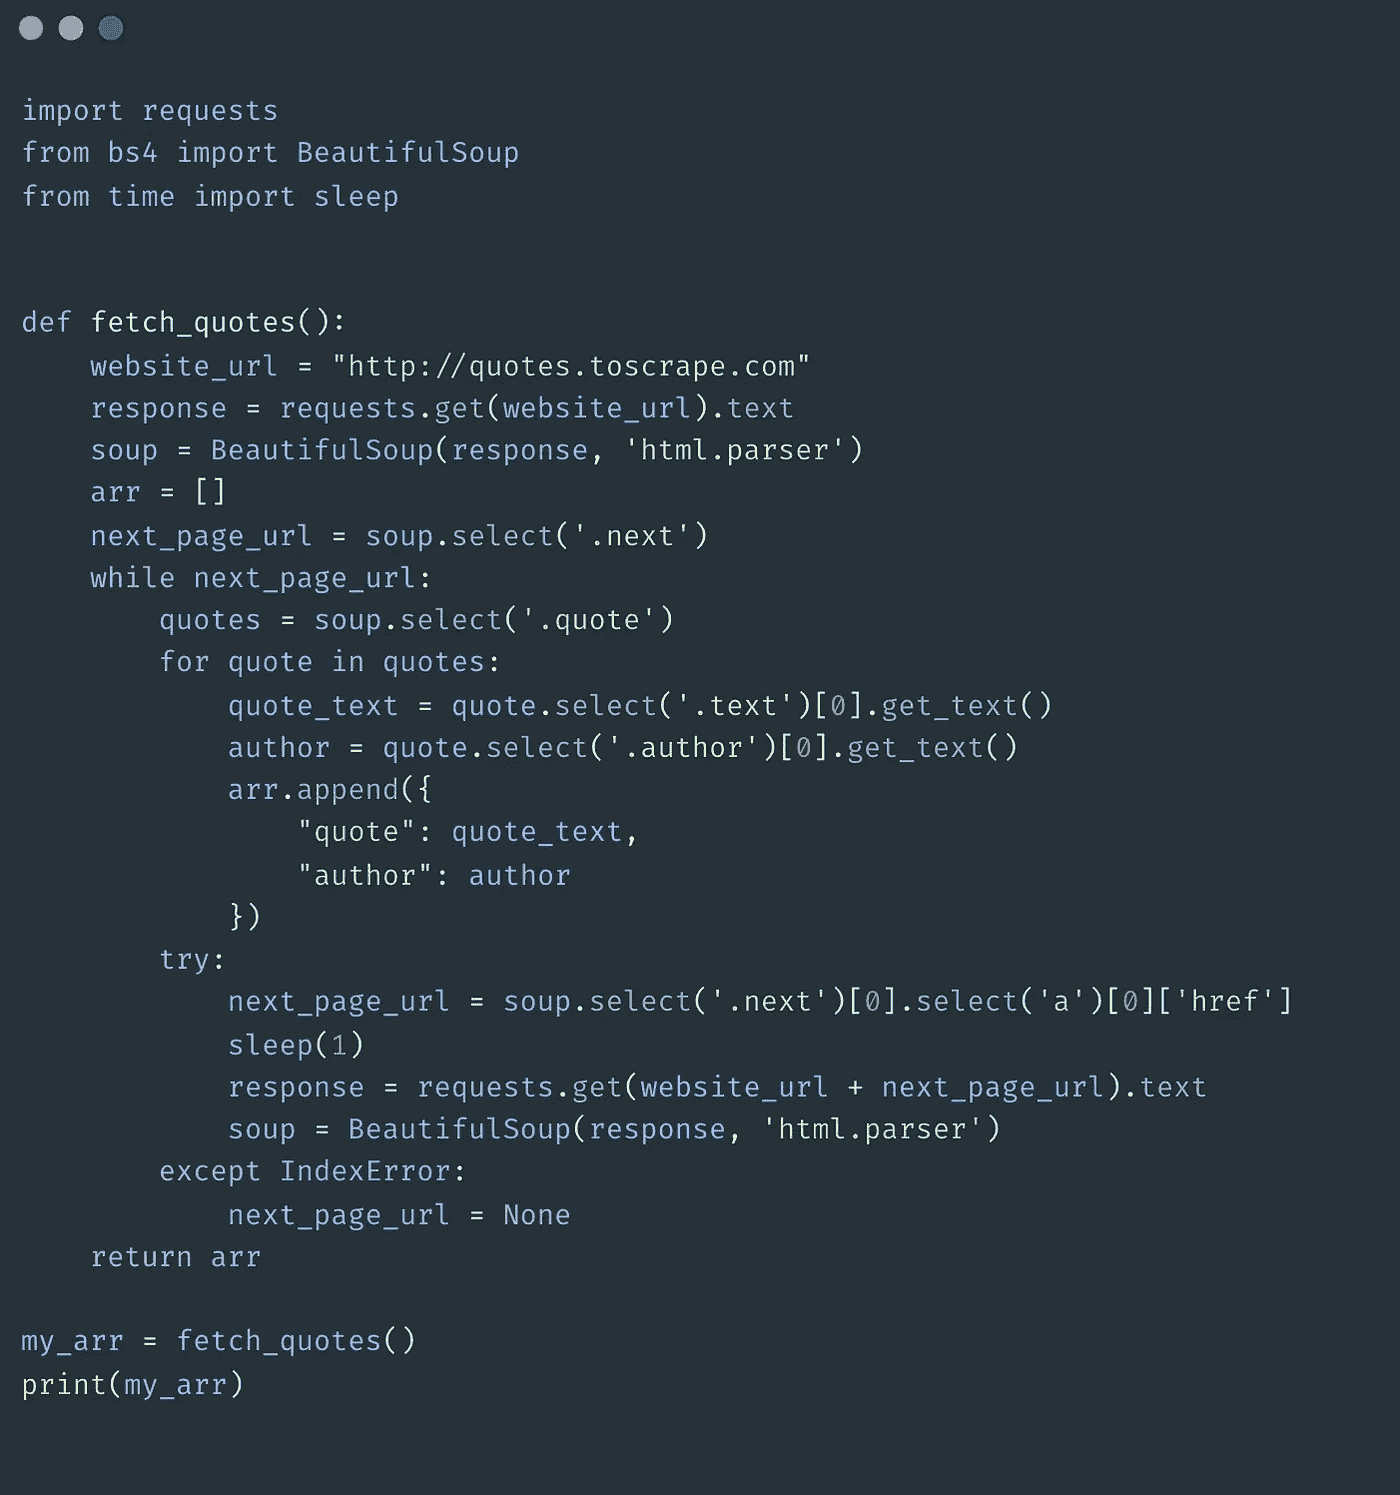 import requests
from bs4 import BeautifulSoup
from time import sleep
def fetch_quotes():
    website_url = "http://quotes.toscrape.com"
    response = requests.get(website_url).text
    soup = BeautifulSoup(response, 'html.parser')
    arr = []
    next_page_url = soup.select('.next')
    while next_page_url:
        quotes = soup.select('.quote')
        for quote in quotes:
            quote_text = quote.select('.text')[0].get_text()
            author = quote.select('.author')[0].get_text()
            arr.append({
                "quote": quote_text,
                "author": author
            })
        try:
            next_page_url = soup.select('.next')[0].select('a')[0]['href']
            sleep(1)
            response = requests.get(website_url + next_page_url).text
            soup = BeautifulSoup(response, 'html.parser')
        except IndexError:
            next_page_url = None
    return arr
my_arr = fetch_quotes()
print(my_arr)